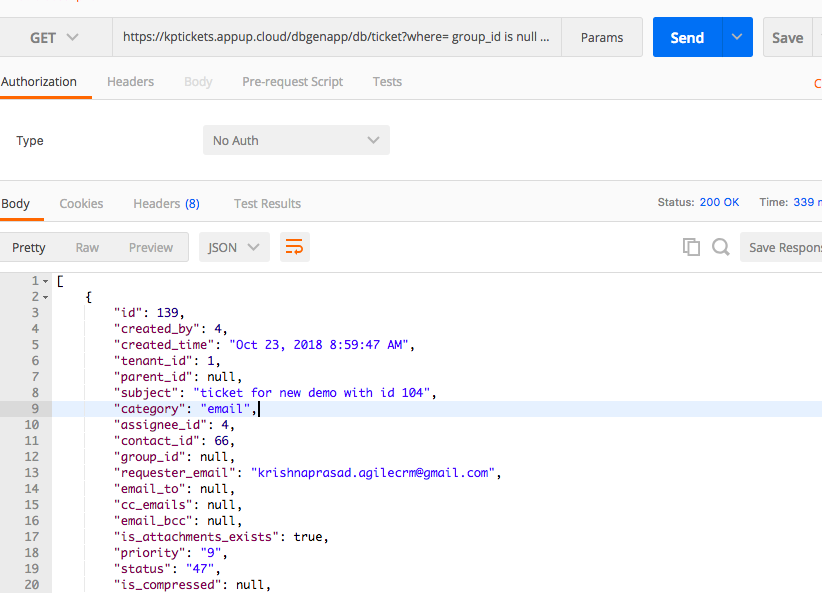 GET https://kptickets.appup.cloud/dbgenapp/db/ticket?where= group_id is null ... Params Send Save
Authorization Headers Body Pre-request Script Tests C
Type No Auth
Body Cookies Headers (8) Test Results Status: 200 OK Time: 339 m
Pretty Raw Preview JSON Save Respons
1 [
2 {
3 "id": 139,
4 "created_by": 4,
5 "created_time": "Oct 23, 2018 8:59:47 AM",
6 "tenant_id": 1,
7 "parent_id": null,
8 "subject": "ticket for new demo with id 104",
9 "category": "email",
10 "assignee_id": 4,
11 "contact_id": 66,
12 "group_id": null,
13 "requester_email": "krishnaprasad.agilecrm@gmail.com",
14 "email_to": null,
15 "cc_emails": null,
16 "email_bcc": null,
17 "is_attachments_exists": true,
18 "priority": "9",
19 "status": "47",
20 "is_compressed": null,